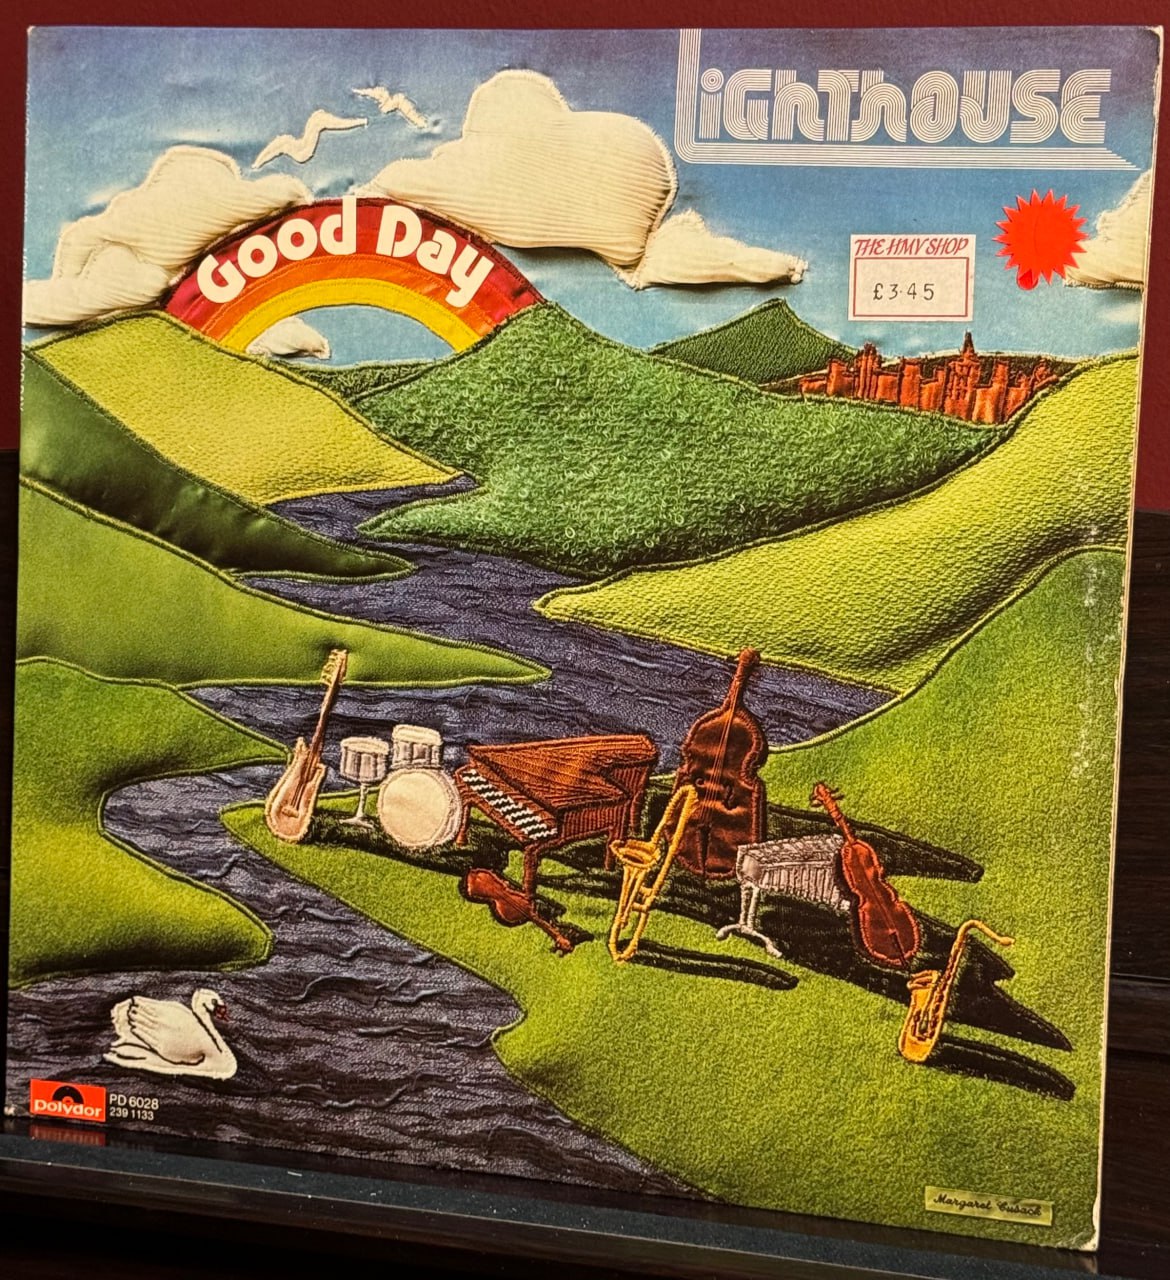 LIGHTHOUSE
Good Day
THE HMV SHOP
£3.45
polydor
PD 6028
239 1133
Margaret Cusack